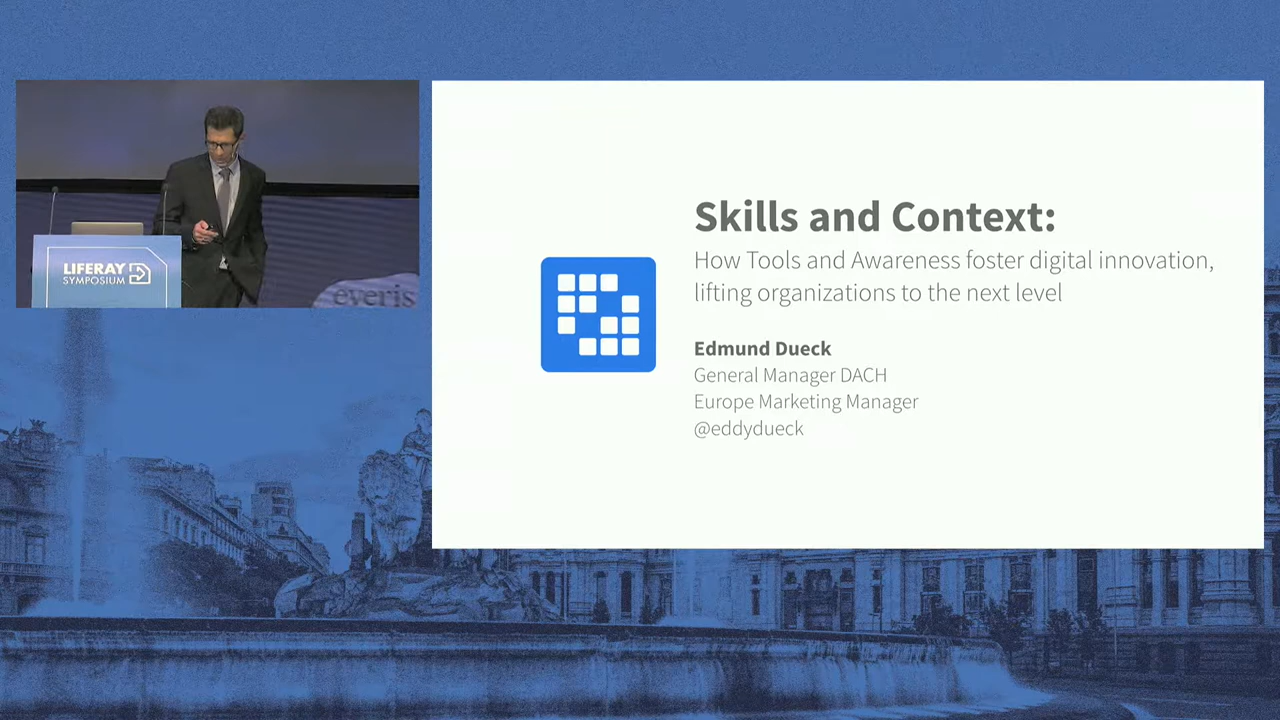 LIFERAY
SYMPOSIUM
everis
Skills and Context:
How Tools and Awareness foster digital innovation,
lifting organizations to the next level
Edmund Dueck
General Manager DACH
Europe Marketing Manager
@eddydueck